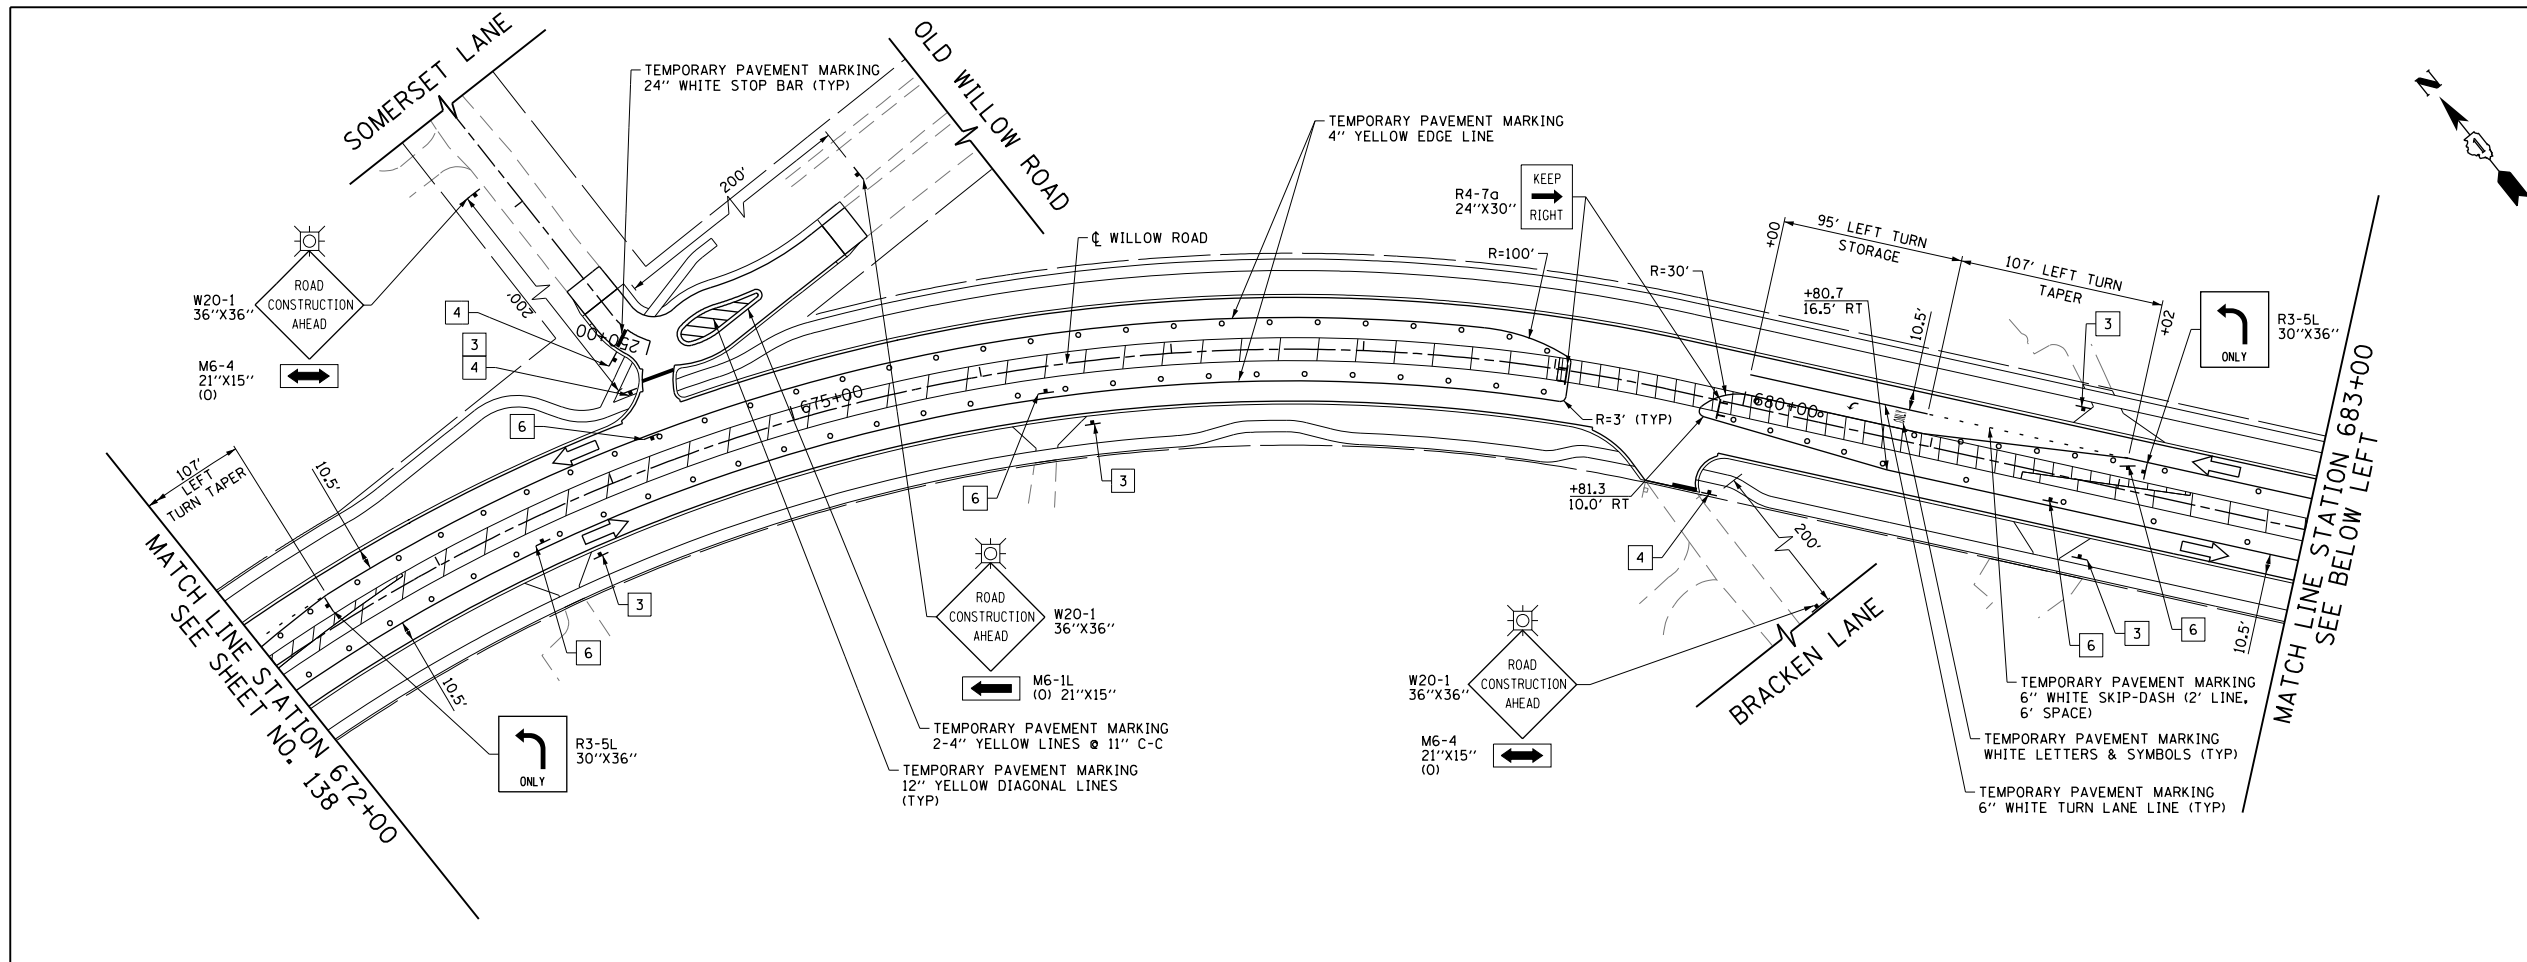 SOMERSET LANE
OLD WILLOW ROAD
TEMPORARY PAVEMENT MARKING
24" WHITE STOP BAR (TYP)
200'
200'
ROAD
CONSTRUCTION
AHEAD
W20-1
36"X36"
M6-4
21"X15"
(O)
4
3
4
250+00
6
107'
LEFT
TURN TAPER
10.5'
MATCH LINE STATION 672+00
SEE SHEET NO. 138
10.5'
3
6
ONLY
R3-5L
30"X36"
675+00
℄ WILLOW ROAD
TEMPORARY PAVEMENT MARKING
4" YELLOW EDGE LINE
R4-7a
24"X30"
KEEP
RIGHT
R=100'
R=30'
R=3' (TYP)
6
3
ROAD
CONSTRUCTION
AHEAD
W20-1
36"X36"
M6-1L
(O) 21"X15"
TEMPORARY PAVEMENT MARKING
2-4" YELLOW LINES @ 11" C-C
TEMPORARY PAVEMENT MARKING
12" YELLOW DIAGONAL LINES
(TYP)
+00
95' LEFT TURN
STORAGE
107' LEFT TURN
TAPER
+02
+80.7
16.5' RT
10.5'
3
ONLY
R3-5L
30"X36"
680+00
+81.3
10.0' RT
P
4
200'
BRACKEN LANE
ROAD
CONSTRUCTION
AHEAD
W20-1
36"X36"
M6-4
21"X15"
(O)
6
3
6
10.5'
TEMPORARY PAVEMENT MARKING
6" WHITE SKIP-DASH (2' LINE,
6' SPACE)
TEMPORARY PAVEMENT MARKING
WHITE LETTERS & SYMBOLS (TYP)
TEMPORARY PAVEMENT MARKING
6" WHITE TURN LANE LINE (TYP)
MATCH LINE STATION 683+00
SEE BELOW LEFT
N
1